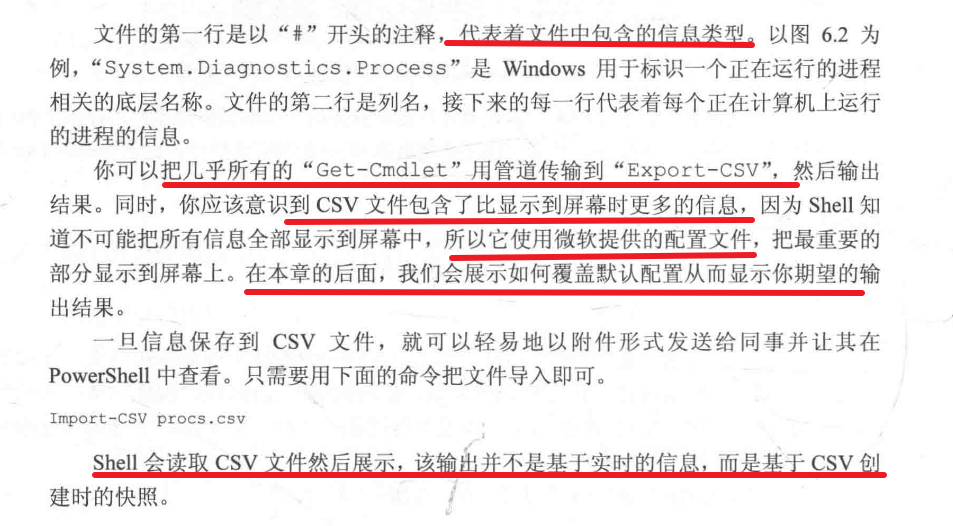 文件的第一行是以“#”开头的注释，代表着文件中包含的信息类型。以图 6.2 为
例，“System.Diagnostics.Process”是 Windows 用于标识一个正在运行的进程
相关的底层名称。文件的第二行是列名，接下来的每一行代表着每个正在计算机上运行
的进程的信息。
你可以把几乎所有的“Get-Cmdlet”用管道传输到“Export-CSV”，然后输出
结果。同时，你应该意识到 CSV 文件包含了比显示到屏幕时更多的信息，因为 Shell 知
道不可能把所有信息全部显示到屏幕中，所以它使用微软提供的配置文件，把最重要的
部分显示到屏幕上。在本章的后面，我们会展示如何覆盖默认配置从而显示你期望的输
出结果。
一旦信息保存到 CSV 文件，就可以轻易地以附件形式发送给同事并让其在
PowerShell 中查看。只需要用下面的命令把文件导入即可。
Import-CSV procs.csv
Shell 会读取 CSV 文件然后展示，该输出并不是基于实时的信息，而是基于 CSV 创
建时的快照。